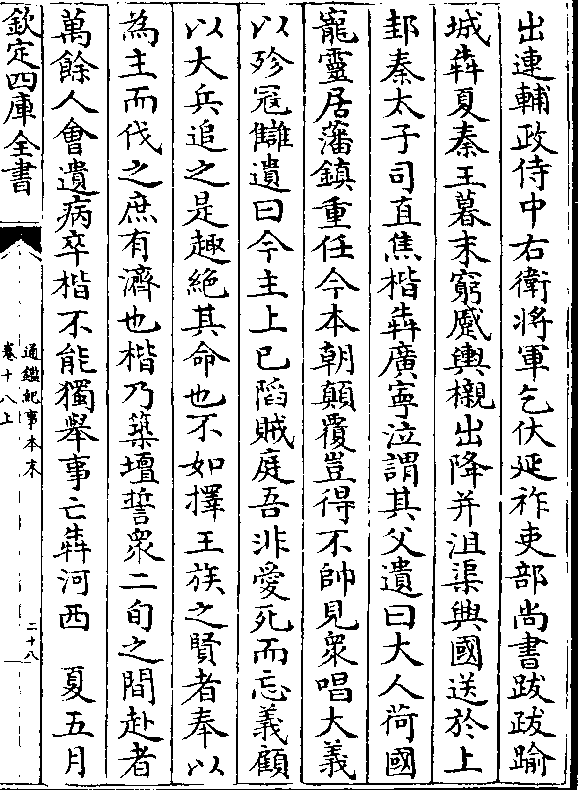 出連輔政侍中右衛將軍乞伏延祚吏部尚書跋跋踰
城犇夏秦王暮末窮蹙輿櫬出降并沮渠興國送於上
邽秦太子司直焦楷犇廣寧泣謂其父遺曰大人荷國
寵靈居藩鎮重任今本朝顛覆豈得不帥見衆唱大義
以殄冦讎遺曰今主上已䧟賊庭吾非愛死而忘義顧
以大兵追之是趣絶其命也不如擇王族之賢者奉以
為主而伐之庶有濟也楷乃築壇誓衆二旬之間赴者
萬餘人會遺病卒楷不能獨舉事亡犇河西　夏五月
欽定四庫全書
通鑑紀事本末
卷十八上
二十八